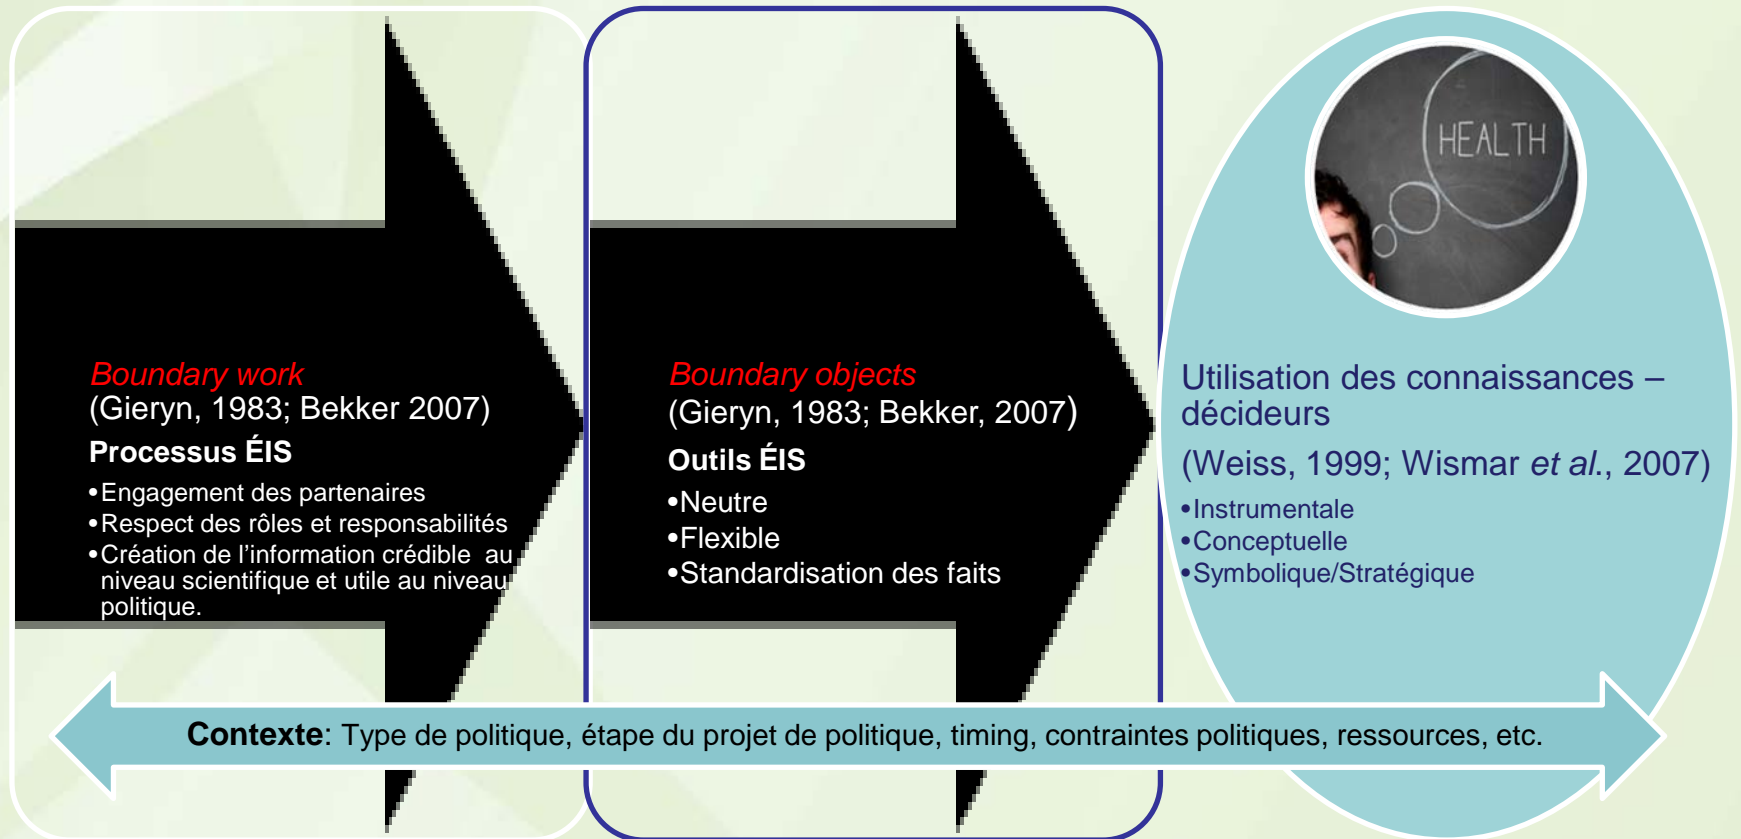 Boundary work
(Gieryn, 1983; Bekker 2007)
Processus ÉIS
•Engagement des partenaires
•Respect des rôles et responsabilités
•Création de l'information crédible au
niveau scientifique et utile au niveau
politique.
Boundary objects
(Gieryn, 1983; Bekker, 2007)
Outils ÉIS
•Neutre
•Flexible
•Standardisation des faits
HEALTH
Utilisation des connaissances –
décideurs
(Weiss, 1999; Wismar et al., 2007)
•Instrumentale
•Conceptuelle
•Symbolique/Stratégique
Contexte: Type de politique, étape du projet de politique, timing, contraintes politiques, ressources, etc.